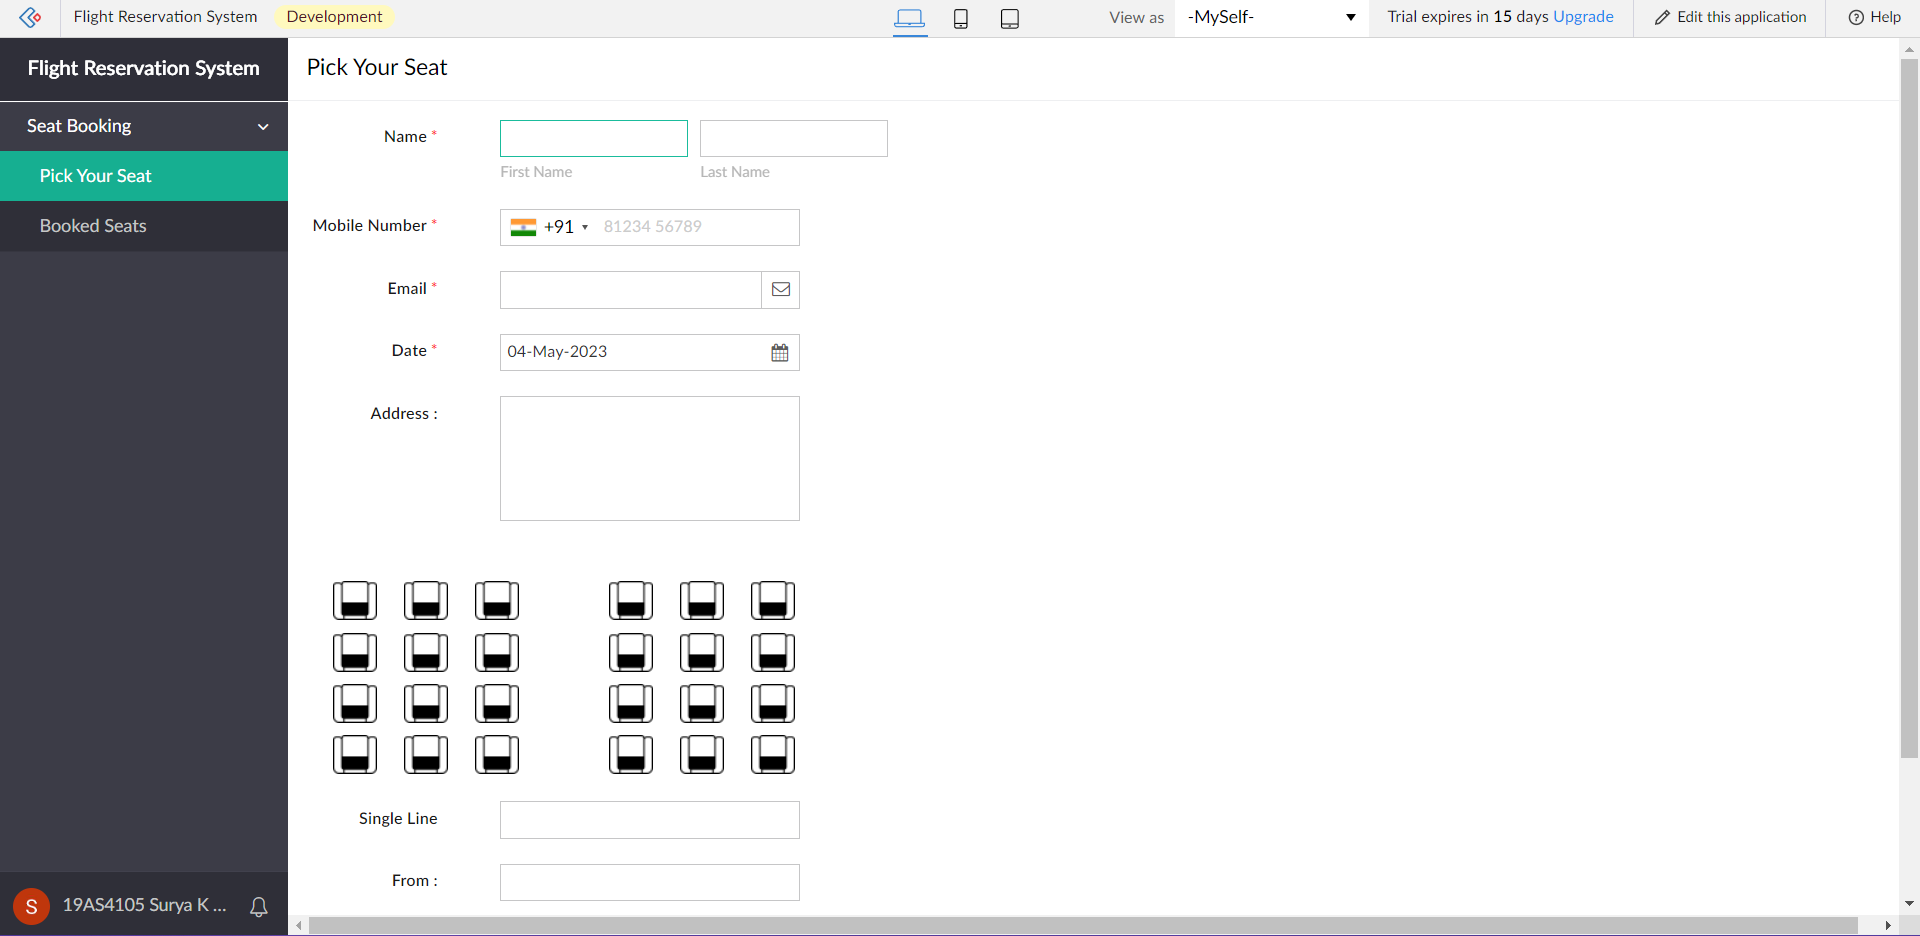 Flight Reservation System Development View as -MySelf- Trial expires in 15 days Upgrade Edit this application Help
Flight Reservation System
Seat Booking
Pick Your Seat
Booked Seats
19AS4105 Surya K ...
S
Pick Your Seat
Name *
First Name Last Name
Mobile Number * +91 81234 56789
Email *
Date * 04-May-2023
Address :
Single Line
From :